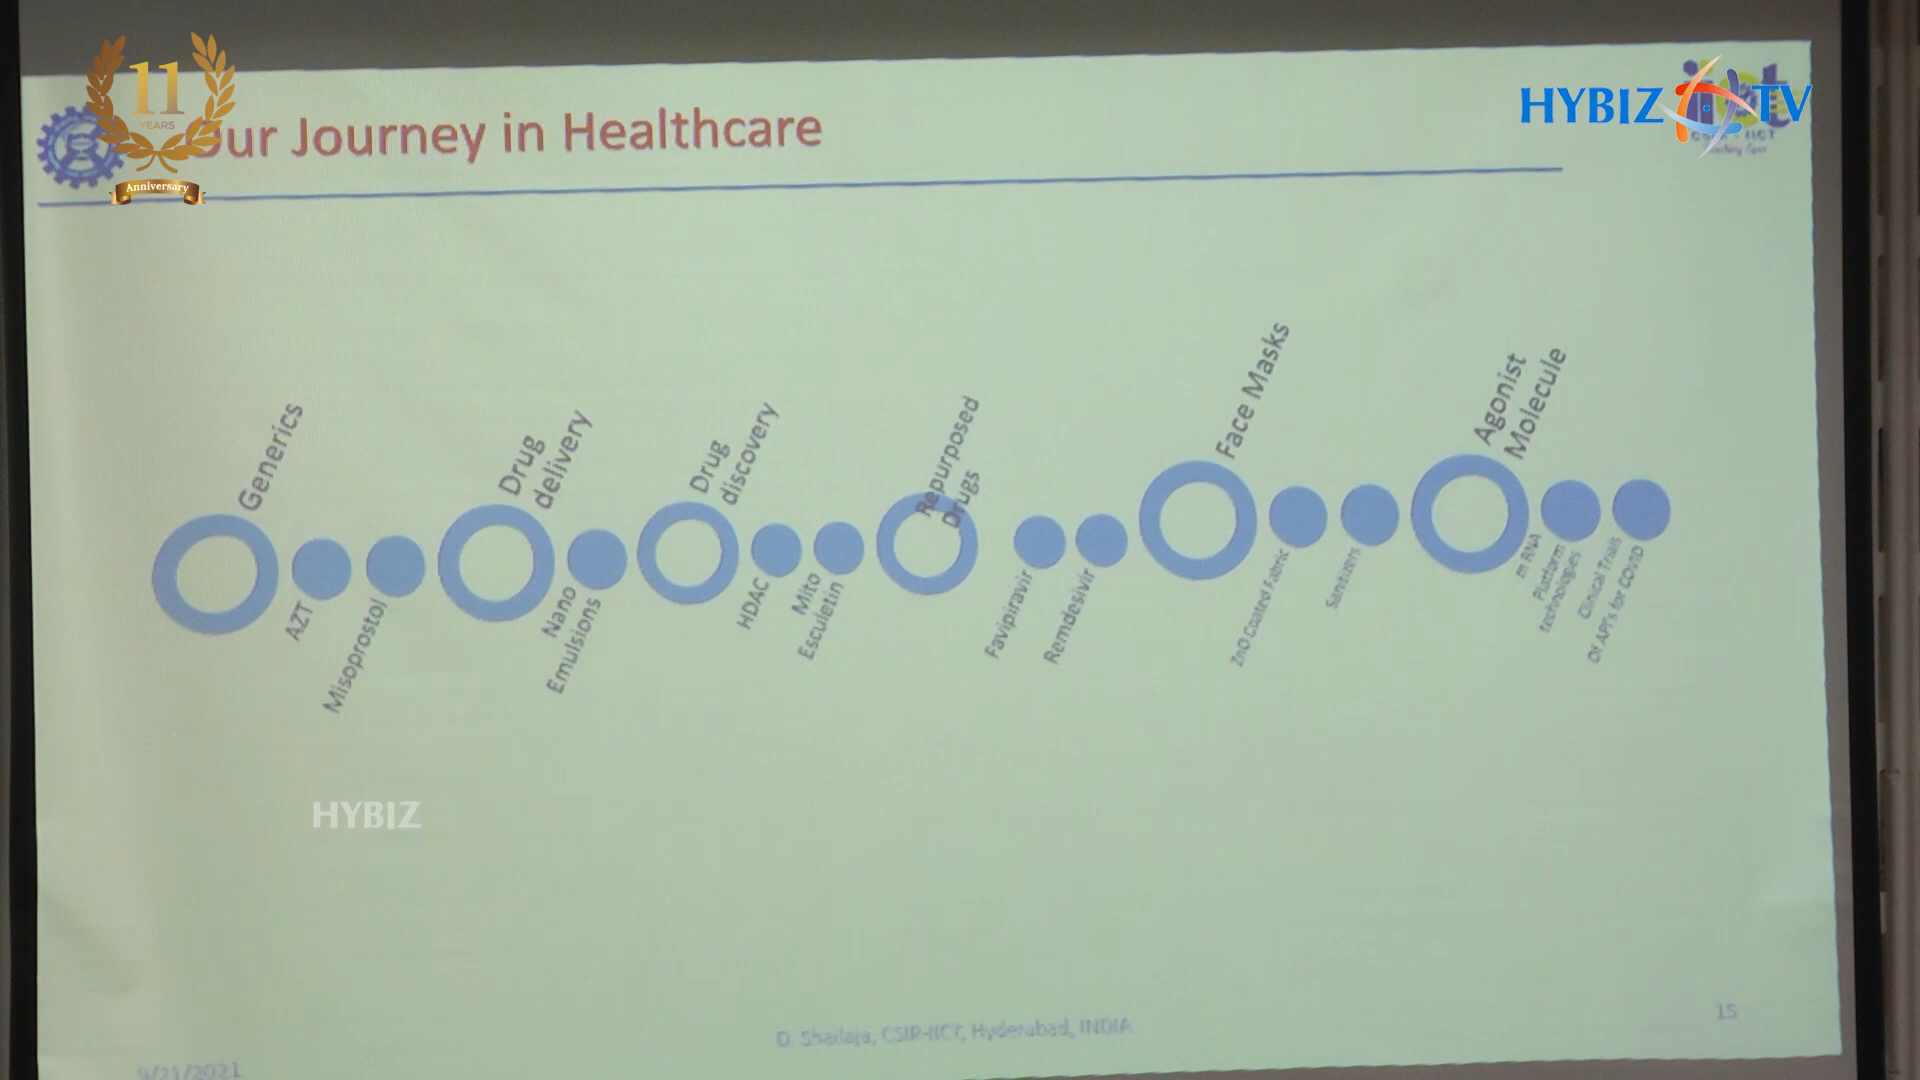 11
YEARS
Anniversary
Our Journey in Healthcare
HYBIZ TV
Generics
AZT
Misoprostol
Drug
delivery
Nano
Emulsions
Drug
discovery
HDAC
Mito
Esculetin
Repurposed
Drugs
Favipiravir
Remdesivir
Face Masks
ZnO Coated Fabric
Sanitizers
Agonist
Molecule
m RNA
Platform
technologies
Clinical Trials
Of API's for COVID
HYBIZ
D. Shailaja, CSIR-IICT, Hyderabad, INDIA
15
9/21/2021